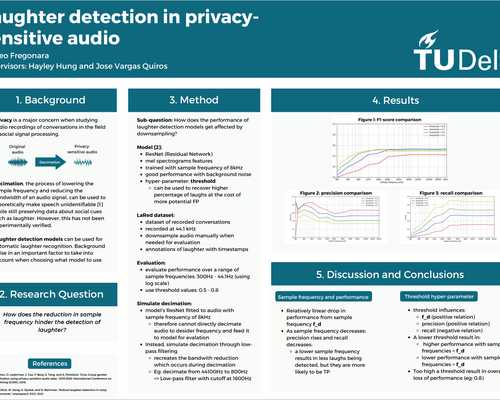 aughter detection in privacy-
ensitive audio
eo Fregonara
ervisors: Hayley Hung and Jose Vargas Quiros
TU Del
1. Background
ivacy is a major concern when studying
dio recordings of conversations in the field
social signal processing.
Original
audio
Decimation
Privacy
sensitive audio
cimation, the process of lowering the
mple frequency and reducing the
ndwidth of an audio signal, can be used to
eoretically make speech unidentifiable [1]
ile still preserving data about social cues
ch as laughter. However, this has not been
perimentally verified.
ughter detection models can be used for
tomatic laughter recognition. Background
ise in an important factor to take into
count when choosing what model to use.
2. Research Question
How does the reduction in sample
frequency hinder the detection of
laughter?
References
3. Method
Sub-question: How does the performance of
laughter detection models get affected by
downsampling?
Model [2]:
ResNet (Residual Network)
mel spectrograms features
trained with sample frequency of 8kHz
good performance with background noise
hyper-parameter: threshold
can be used to recover higher
percentage of laughs at the cost of
more potential FP
LaRed dataset:
dataset of recorded conversations
recorded at 44.1 kHz
downsample audio manually when
needed for evaluation
annotations of laughter with timestamps
Evaluation:
evaluate performance over a range of
sample frequencies: 300Hz - 44.1Hz (using
log scale)
use threshold values: 0.5 - 0.8
Simulate decimation:
model's ResNet fitted to audio with
sample frequency of 8kHz
therefore cannot directly decimate
audio to desider frequency and feed it
to model for evalation
Instead, simulate decimation through low-
pass filtering
recreates the bandwidth reduction
which occurs during decimation
Eg. decimate from 44100Hz to 800Hz
=> Low-pass filter with cutoff at 1600Hz
4. Results
Figure 1: F1-score comparison
Figure 2: precision comparison
Figure 3: recall comparison
5. Discussion and Conclusions
Sample frequency and performance
Relatively linear drop in
performance from sample
frequency f_d
As sample frequency decreases:
precision rises and recall
decreases
a lower sample frequency
results in less laughs being
detected, but they are more
likely to be TP
Threshold hyper-parameter
threshold influences:
f_d (positive relation)
precision (positive relation)
recall (negative relation)
A lower threshold result in
higher performance with samp
frequencies < f_d
lower performance with sample
frequencies > f_d
Too high a threshold result in over
loss of performance (eg: 0.8)